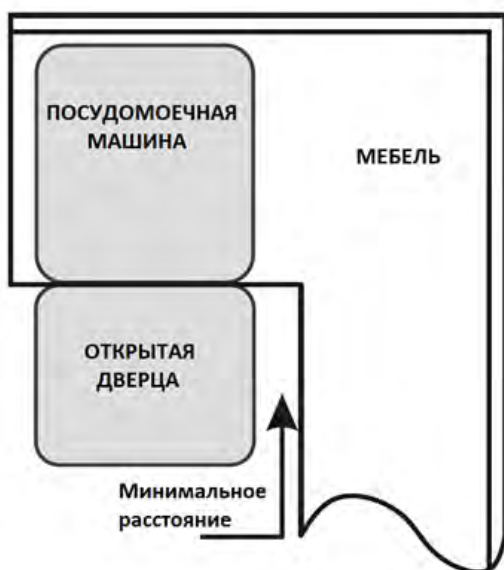 ПОСУДОМОЕЧНАЯ
МАШИНА
МЕБЕЛЬ
ОТКРЫТАЯ
ДВЕРЦА
Минимальное
расстояние